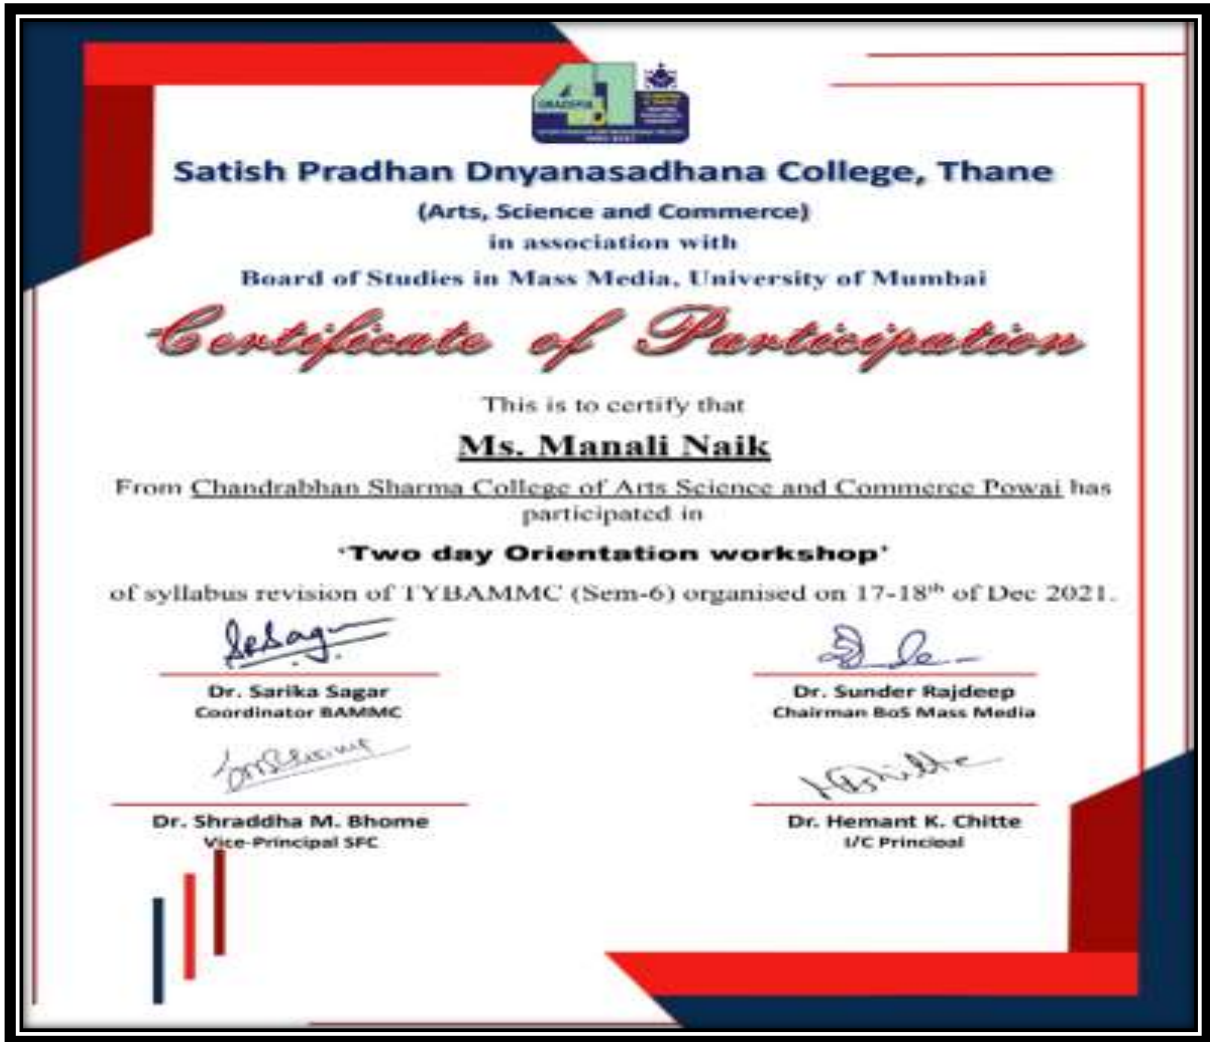 41
GRACEFUL
Satish Pradhan Dnyanasadhana College, Thane
(Arts, Science and Commerce)
in association with
Board of Studies in Mass Media, University of Mumbai
Certificate of Participation
This is to certify that
Ms. Manali Naik
From Chandrabhan Sharma College of Arts Science and Commerce Powai has
participated in
‘Two day Orientation workshop’
of syllabus revision of TYBAMMC (Sem-6) organised on 17-18th of Dec 2021.
Dr. Sarika Sagar
Coordinator BAMMC
Dr. Sunder Rajdeep
Chairman BoS Mass Media
Dr. Shraddha M. Bhome
Vice-Principal SFC
Dr. Hemant K. Chitte
I/C Principal